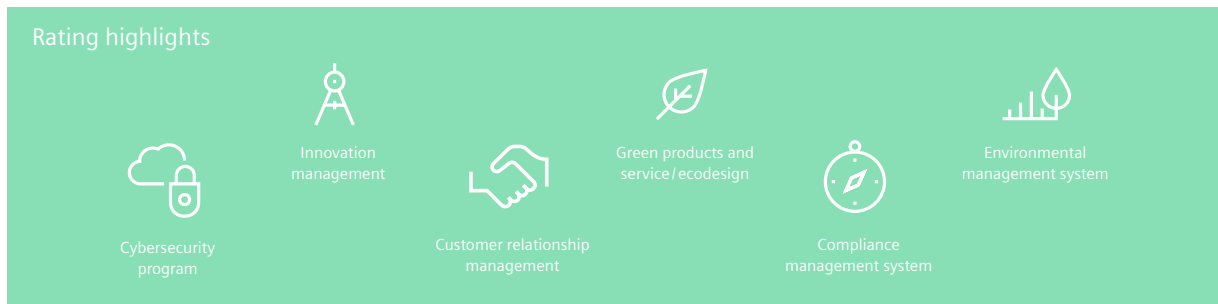 Rating highlights
Cybersecurity
program
Innovation
management
Customer relationship
management
Green products and
service/ecodesign
Compliance
management system
Environmental
management system